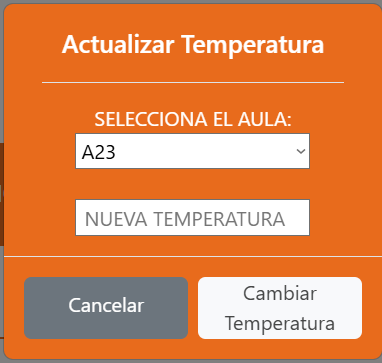 Actualizar Temperatura
SELECCIONA EL AULA:
A23
NUEVA TEMPERATURA
Cancelar
Cambiar
Temperatura